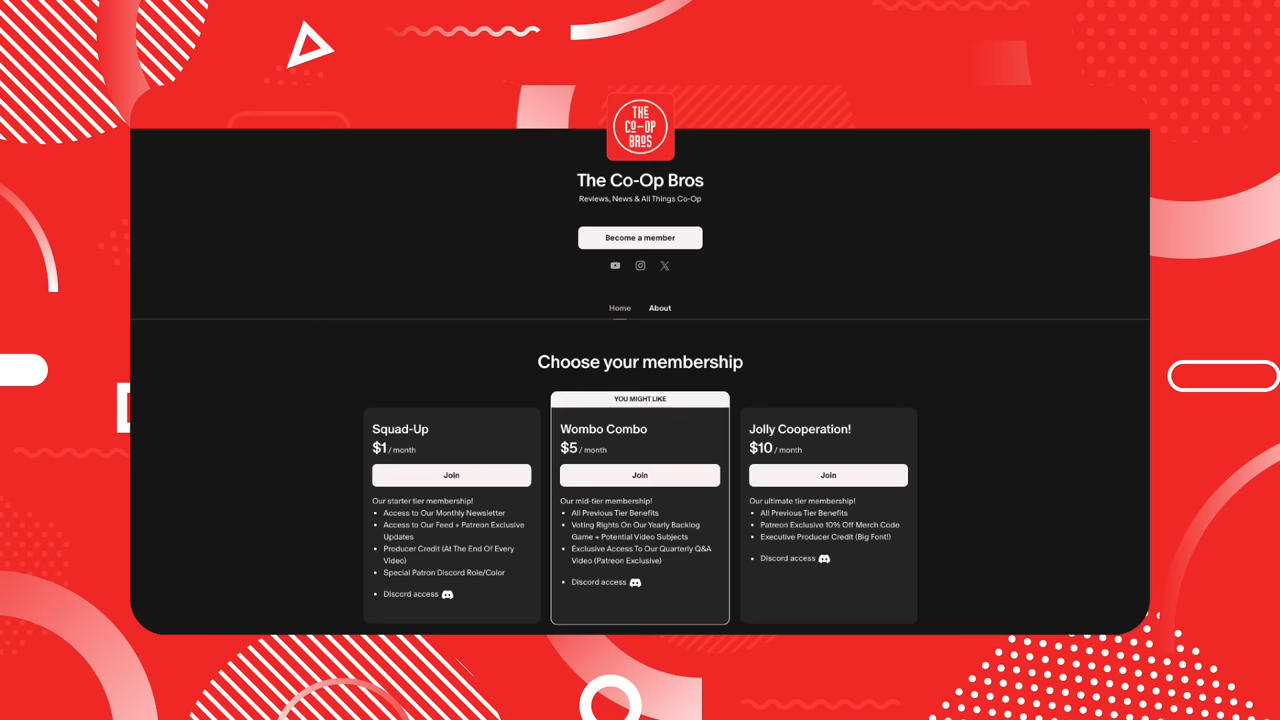 THE
CO-OP
BROS
The Co-Op Bros
Reviews, News & All Things Co-Op
Become a member
Home About
Choose your membership
YOU MIGHT LIKE
Squad-Up
$1 / month
Join
Our starter tier membership!
• Access to Our Monthly Newsletter
• Access to Our Feed + Patreon Exclusive
Updates
• Producer Credit (At The End Of Every
Video)
• Special Patron Discord Role/Color
• Discord access
Wombo Combo
$5 / month
Join
Our mid-tier membership!
• All Previous Tier Benefits
• Voting Rights On Our Yearly Backlog
Game + Potential Video Subjects
• Exclusive Access To Our Quarterly Q&A
Video (Patreon Exclusive)
• Discord access
Jolly Cooperation!
$10 / month
Join
Our ultimate tier membership!
• All Previous Tier Benefits
• Patreon Exclusive 10% Off Merch Code
• Executive Producer Credit (Big Font!)
• Discord access